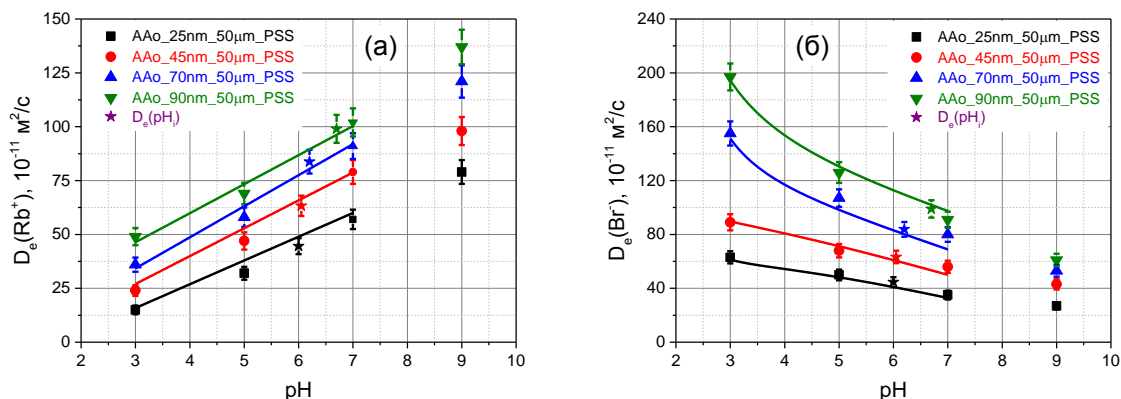 (a)
AAo_25nm_50μm_PSS
AAo_45nm_50μm_PSS
AAo_70nm_50μm_PSS
AAo_90nm_50μm_PSS
D_e(pH_i)
D_e(Rb⁺), 10⁻¹¹ м²/с
150
125
100
75
50
25
0
2 3 4 5 6 7 8 9 10
pH
(б)
AAo_25nm_50μm_PSS
AAo_45nm_50μm_PSS
AAo_70nm_50μm_PSS
AAo_90nm_50μm_PSS
D_e(pH_i)
D_e(Br⁻), 10⁻¹¹ м²/с
240
200
160
120
80
40
0
2 3 4 5 6 7 8 9 10
pH